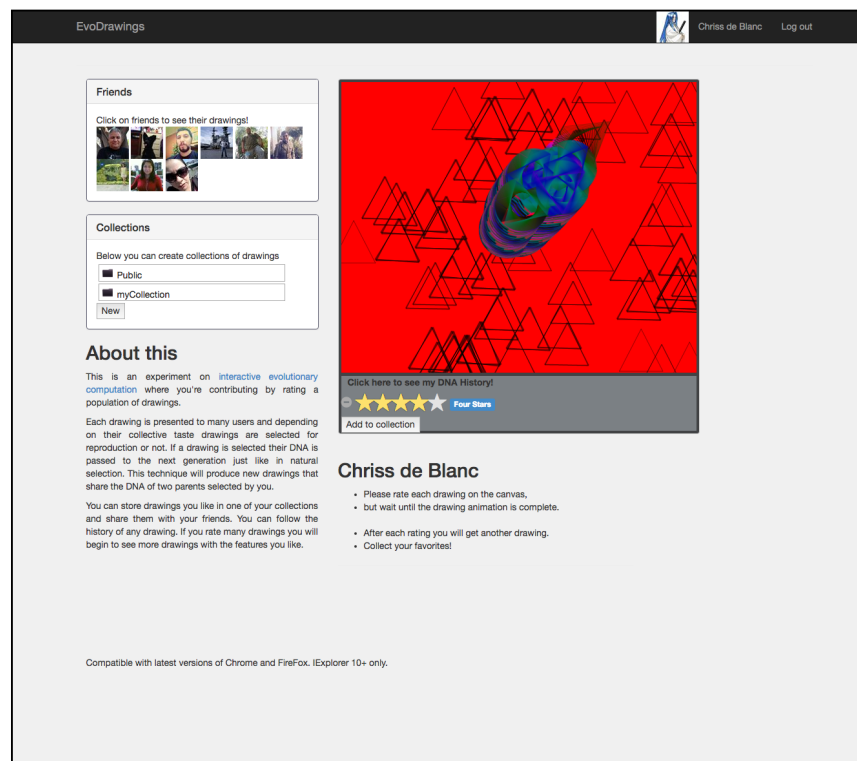 EvoDrawings
Chriss de Blanc
Log out
Friends
Click on friends to see their drawings!
Collections
Below you can create collections of drawings
Public
myCollection
New
About this
This is an experiment on interactive evolutionary
computation where you're contributing by rating a
population of drawings.
Each drawing is presented to many users and depending
on their collective taste drawings are selected for
reproduction or not. If a drawing is selected their DNA is
passed to the next generation just like in natural
selection. This technique will produce new drawings that
share the DNA of two parents selected by you.
You can store drawings you like in one of your collections
and share them with your friends. You can follow the
history of any drawing. If you rate many drawings you will
begin to see more drawings with the features you like.
Click here to see my DNA History!
Four Stars
Add to collection
Chriss de Blanc
• Please rate each drawing on the canvas,
• but wait until the drawing animation is complete.
• After each rating you will get another drawing.
• Collect your favorites!
Compatible with latest versions of Chrome and FireFox. IExplorer 10+ only.